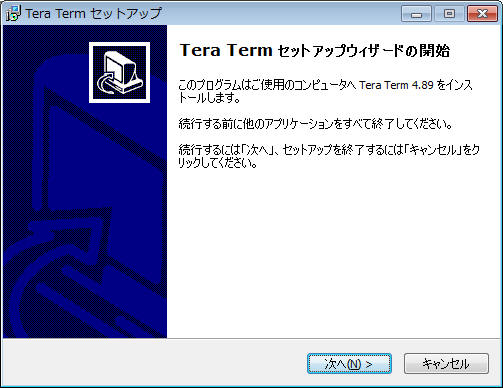 Tera Term セットアップ
Tera Term セットアップウィザードの開始
このプログラムはご使用のコンピュータへ Tera Term 4.89 をインス
トールします。
続行する前に他のアプリケーションをすべて終了してください。
続行するには「次へ」、セットアップを終了するには「キャンセル」をク
リックしてください。
次へ(N) >
キャンセル